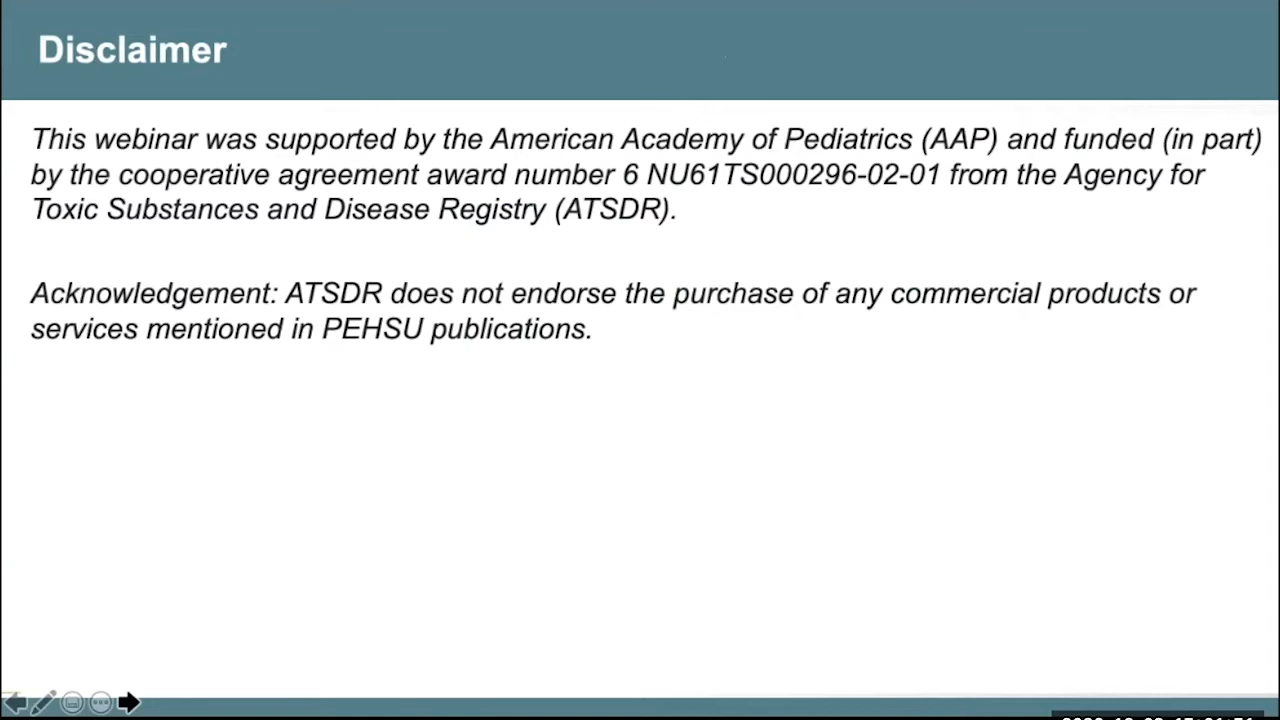 Disclaimer
This webinar was supported by the American Academy of Pediatrics (AAP) and funded (in part)
by the cooperative agreement award number 6 NU61TS000296-02-01 from the Agency for
Toxic Substances and Disease Registry (ATSDR).
Acknowledgement: ATSDR does not endorse the purchase of any commercial products or
services mentioned in PEHSU publications.